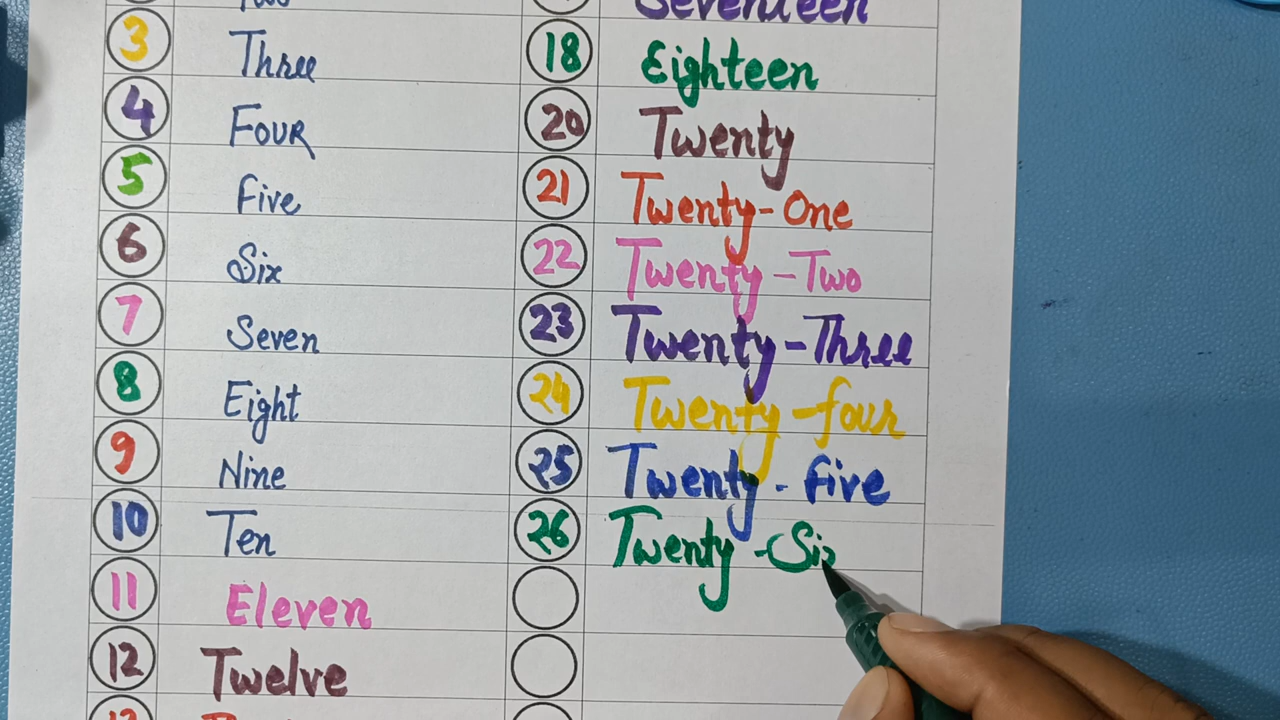 Two
3 Three
4 FOUR
5 Five
6 Six
7 Seven
8 Eight
9 Nine
10 Ten
11 Eleven
12 Twelve
13
Seventeen
18 Eighteen
20 Twenty
21 Twenty-One
22 Twenty-Two
23 Twenty-Three
24 Twenty-four
25 Twenty-five
26 Twenty-Si